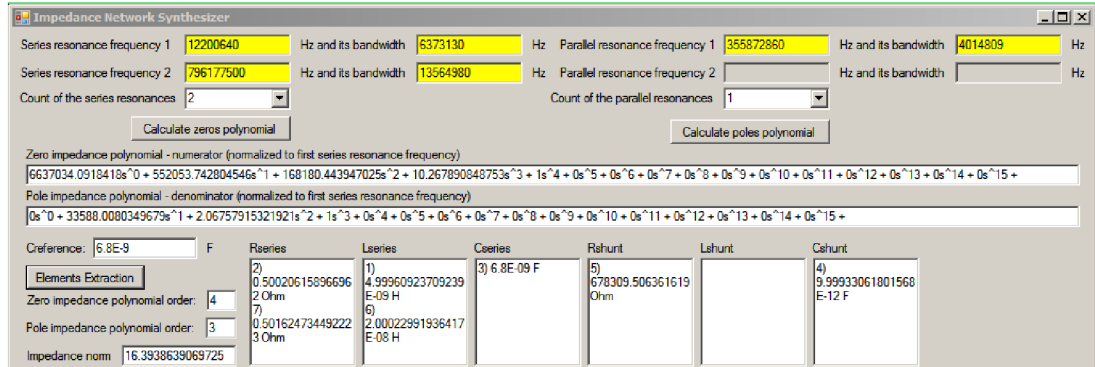 Impedance Network Synthesizer
Series resonance frequency 1 12200640 Hz and its bandwidth 6373130 Hz Parallel resonance frequency 1 355872860 Hz and its bandwidth 4014809 Hz
Series resonance frequency 2 796177500 Hz and its bandwidth 13564980 Hz Parallel resonance frequency 2 Hz and its bandwidth Hz
Count of the series resonances 2 Count of the parallel resonances 1
Calculate zeros polynomial Calculate poles polynomial
Zero impedance polynomial - numerator (normalized to first series resonance frequency)
6637034.0918418s^0 + 552053.742804546s^1 + 168180.443947025s^2 + 10.267890848753s^3 + 1s^4 + 0s^5 + 0s^6 + 0s^7 + 0s^8 + 0s^9 + 0s^10 + 0s^11 + 0s^12 + 0s^13 + 0s^14 + 0s^15 +
Pole impedance polynomial - denominator (normalized to first series resonance frequency)
0s^0 + 33588.0080349679s^1 + 2.06757915321921s^2 + 1s^3 + 0s^4 + 0s^5 + 0s^6 + 0s^7 + 0s^8 + 0s^9 + 0s^10 + 0s^11 + 0s^12 + 0s^13 + 0s^14 + 0s^15 +
Creference: 6.8E-9 F
Elements Extraction
Zero impedance polynomial order: 4
Pole impedance polynomial order: 3
Impedance norm 16.3938639069725
Rseries
2)
0.50020615896696
2 Ohm
7)
0.50162473449222
3 Ohm
Lseries
1)
4.99960923709239
E-09 H
6)
2.00022991936417
E-08 H
Cseries
3) 6.8E-09 F
Rshunt
5)
678309.506361619
Ohm
Lshunt
Cshunt
4)
9.99933061801568
E-12 F